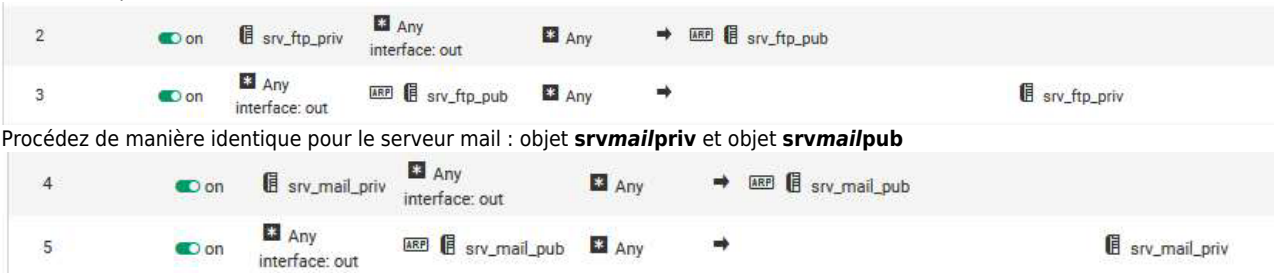 2 on srv_ftp_priv Any interface: out Any ➡ ARP srv_ftp_pub
3 on Any interface: out ARP srv_ftp_pub Any ➡ srv_ftp_priv
Procédez de manière identique pour le serveur mail : objet srvmailpriv et objet srvmailpub
4 on srv_mail_priv Any interface: out Any ➡ ARP srv_mail_pub
5 on Any interface: out ARP srv_mail_pub Any ➡ srv_mail_priv